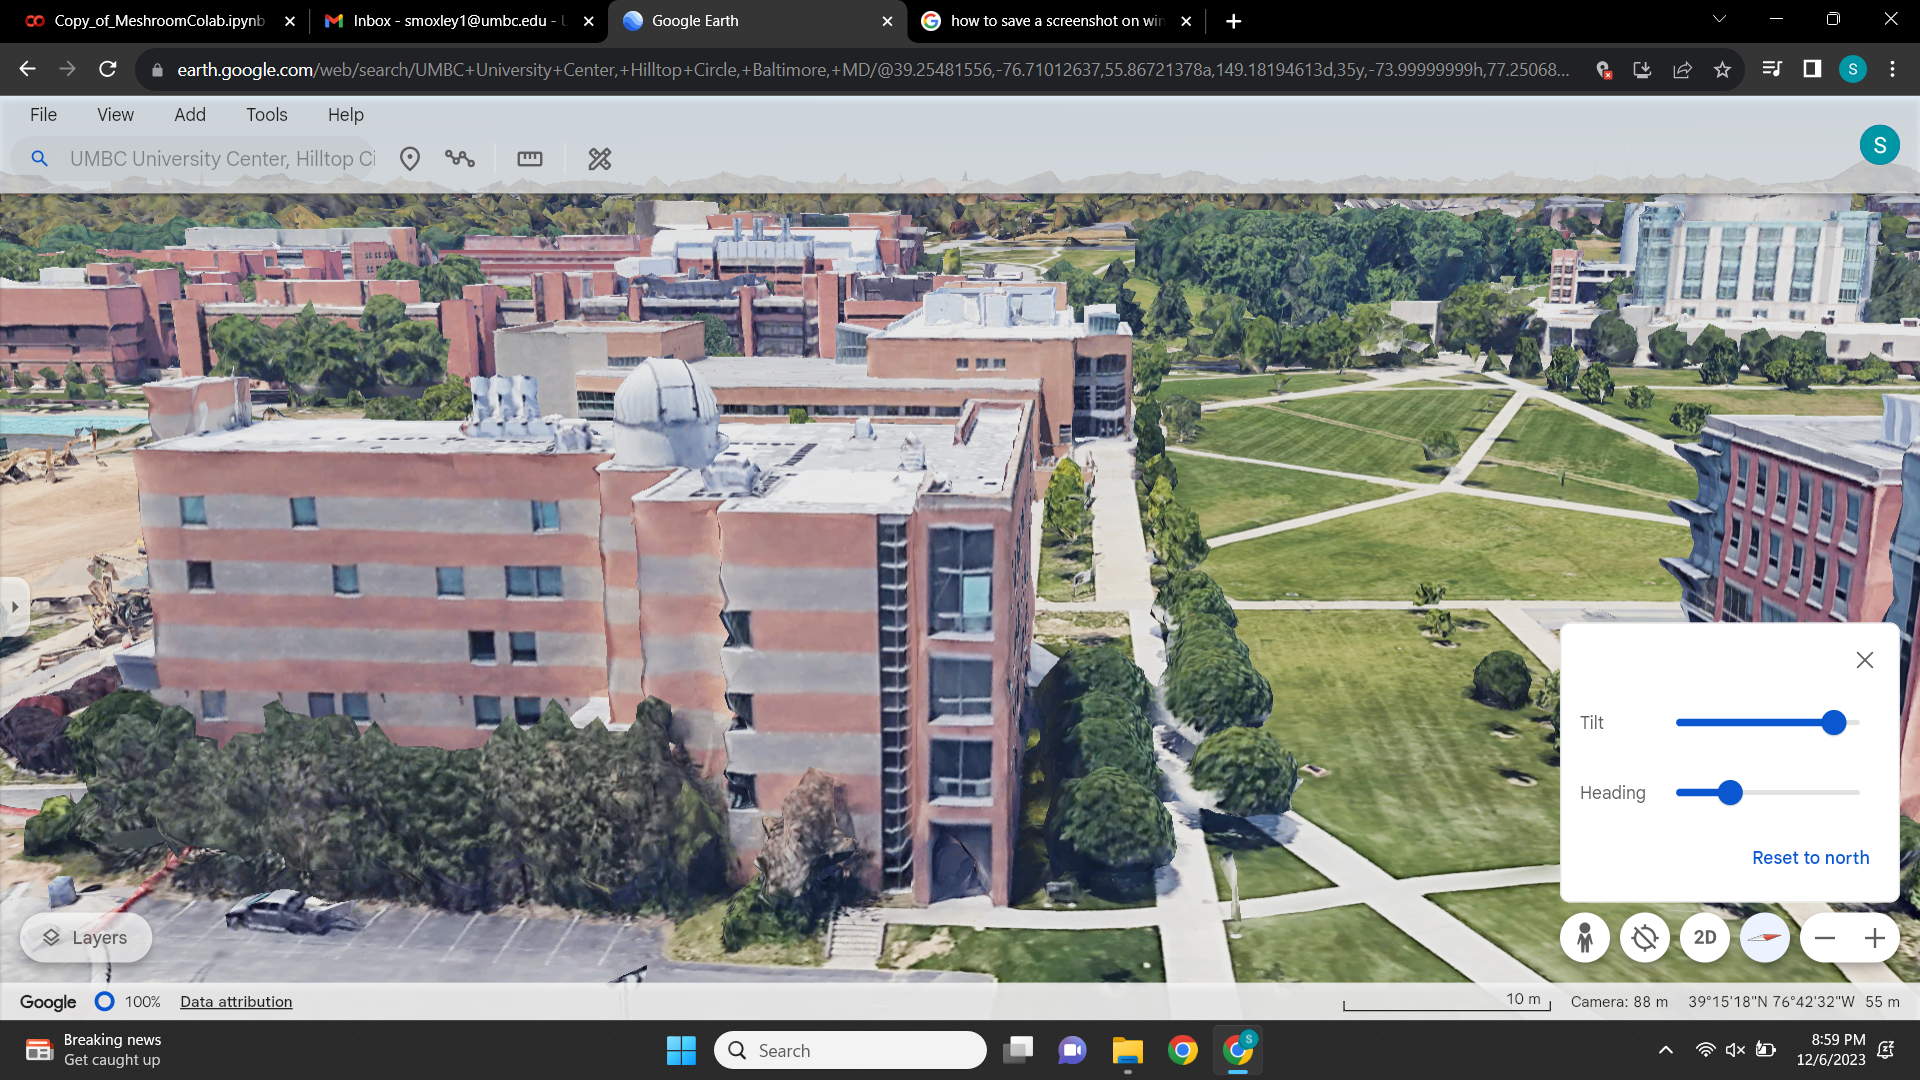 Copy_of_MeshroomColab.ipynb
Inbox - smoxley1@umbc.edu - U
Google Earth
how to save a screenshot on win
earth.google.com/web/search/UMBC+University+Center,+Hilltop+Circle,+Baltimore,+MD/@39.25481556,-76.71012637,55.86721378a,149.18194613d,35y,-73.99999999h,77.25068...
S
File View Add Tools Help
UMBC University Center, Hilltop Ci
S
Tilt
Heading
Reset to north
Layers
2D
Google 100% Data attribution
10 m
Camera: 88 m 39°15'18"N 76°42'32"W 55 m
Breaking news
Get caught up
Search
S
8:59 PM
12/6/2023